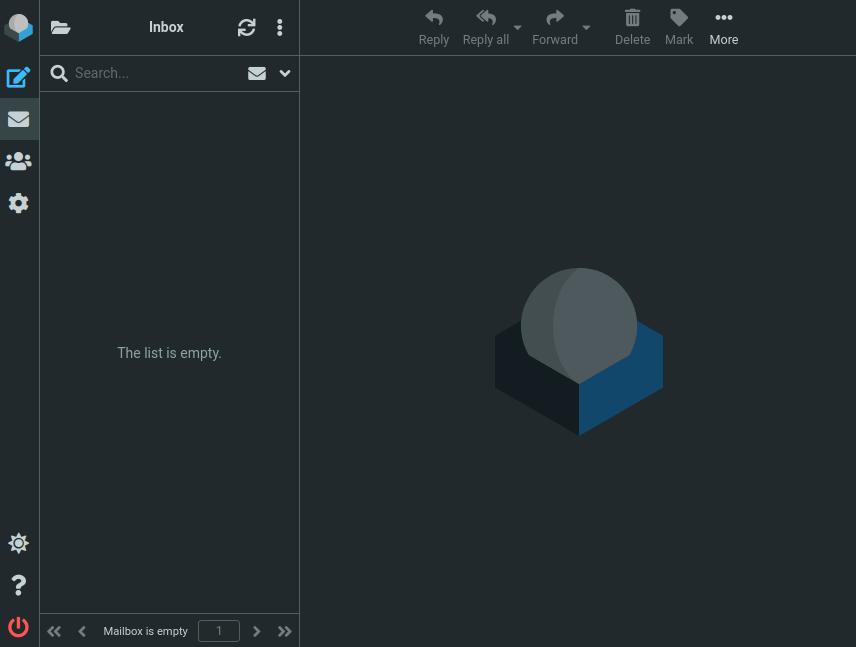 Inbox
Reply
Reply all
Forward
Delete
Mark
More
Search...
The list is empty.
Mailbox is empty
1